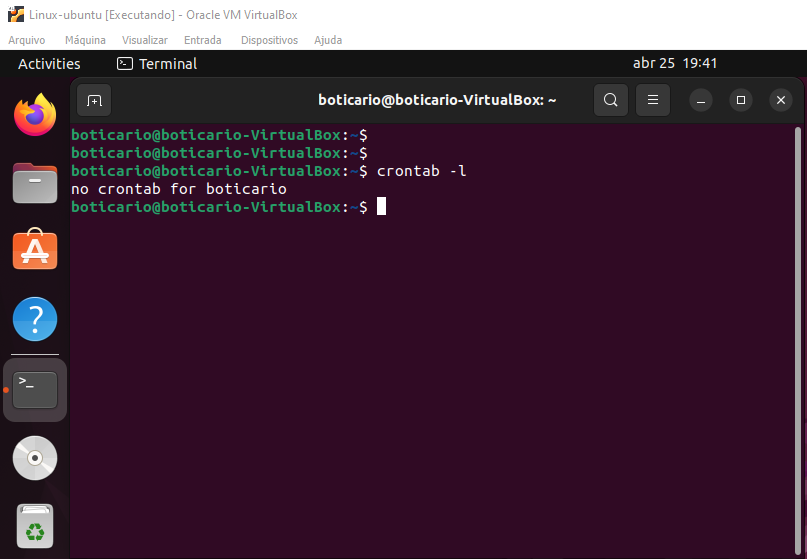 Linux-ubuntu [Executando] - Oracle VM VirtualBox
Arquivo Máquina Visualizar Entrada Dispositivos Ajuda
Activities Terminal abr 25 19:41
boticario@boticario-VirtualBox: ~
boticario@boticario-VirtualBox:~$
boticario@boticario-VirtualBox:~$
boticario@boticario-VirtualBox:~$ crontab -l
no crontab for boticario
boticario@boticario-VirtualBox:~$